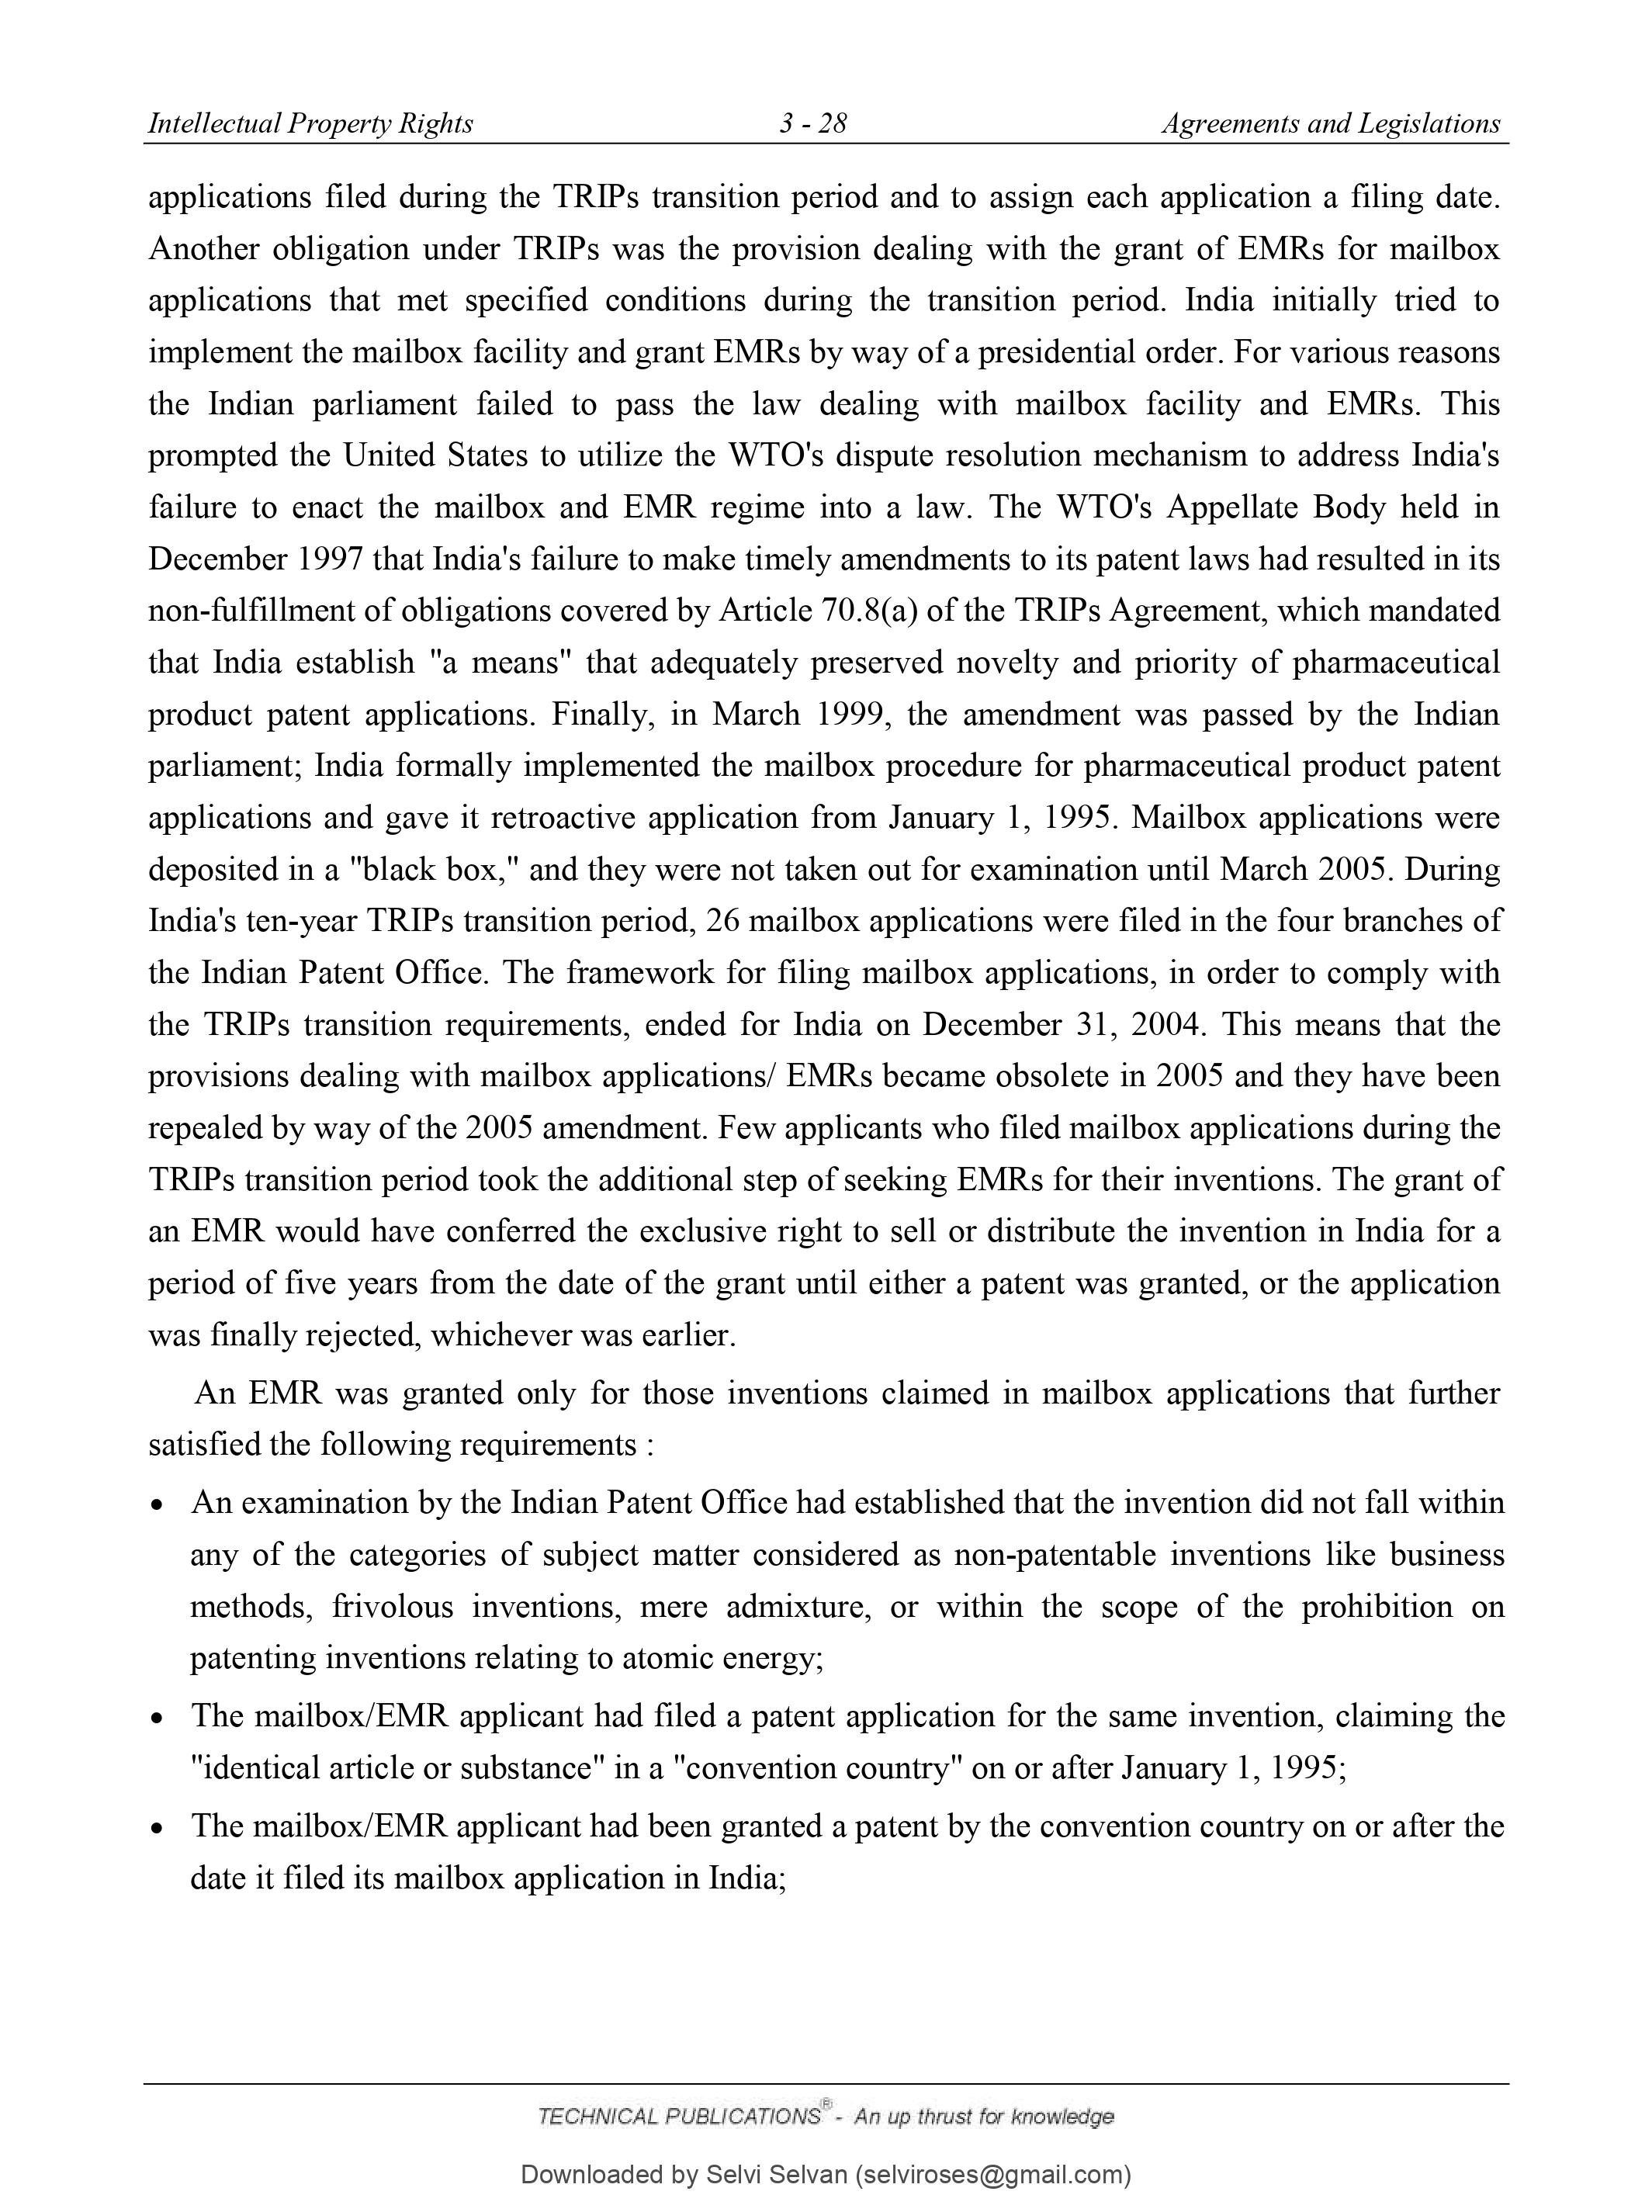 Intellectual Property Rights 3 - 28 Agreements and Legislations
applications filed during the TRIPs transition period and to assign each application a filing date.
Another obligation under TRIPs was the provision dealing with the grant of EMRs for mailbox
applications that met specified conditions during the transition period. India initially tried to
implement the mailbox facility and grant EMRs by way of a presidential order. For various reasons
the Indian parliament failed to pass the law dealing with mailbox facility and EMRs. This
prompted the United States to utilize the WTO's dispute resolution mechanism to address India's
failure to enact the mailbox and EMR regime into a law. The WTO's Appellate Body held in
December 1997 that India's failure to make timely amendments to its patent laws had resulted in its
non-fulfillment of obligations covered by Article 70.8(a) of the TRIPs Agreement, which mandated
that India establish "a means" that adequately preserved novelty and priority of pharmaceutical
product patent applications. Finally, in March 1999, the amendment was passed by the Indian
parliament; India formally implemented the mailbox procedure for pharmaceutical product patent
applications and gave it retroactive application from January 1, 1995. Mailbox applications were
deposited in a "black box," and they were not taken out for examination until March 2005. During
India's ten-year TRIPs transition period, 26 mailbox applications were filed in the four branches of
the Indian Patent Office. The framework for filing mailbox applications, in order to comply with
the TRIPs transition requirements, ended for India on December 31, 2004. This means that the
provisions dealing with mailbox applications/ EMRs became obsolete in 2005 and they have been
repealed by way of the 2005 amendment. Few applicants who filed mailbox applications during the
TRIPs transition period took the additional step of seeking EMRs for their inventions. The grant of
an EMR would have conferred the exclusive right to sell or distribute the invention in India for a
period of five years from the date of the grant until either a patent was granted, or the application
was finally rejected, whichever was earlier.
An EMR was granted only for those inventions claimed in mailbox applications that further
satisfied the following requirements :
• An examination by the Indian Patent Office had established that the invention did not fall within
any of the categories of subject matter considered as non-patentable inventions like business
methods, frivolous inventions, mere admixture, or within the scope of the prohibition on
patenting inventions relating to atomic energy;
• The mailbox/EMR applicant had filed a patent application for the same invention, claiming the
"identical article or substance" in a "convention country" on or after January 1, 1995;
• The mailbox/EMR applicant had been granted a patent by the convention country on or after the
date it filed its mailbox application in India;
TECHNICAL PUBLICATIONS® - An up thrust for knowledge
Downloaded by Selvi Selvan (selviroses@gmail.com)